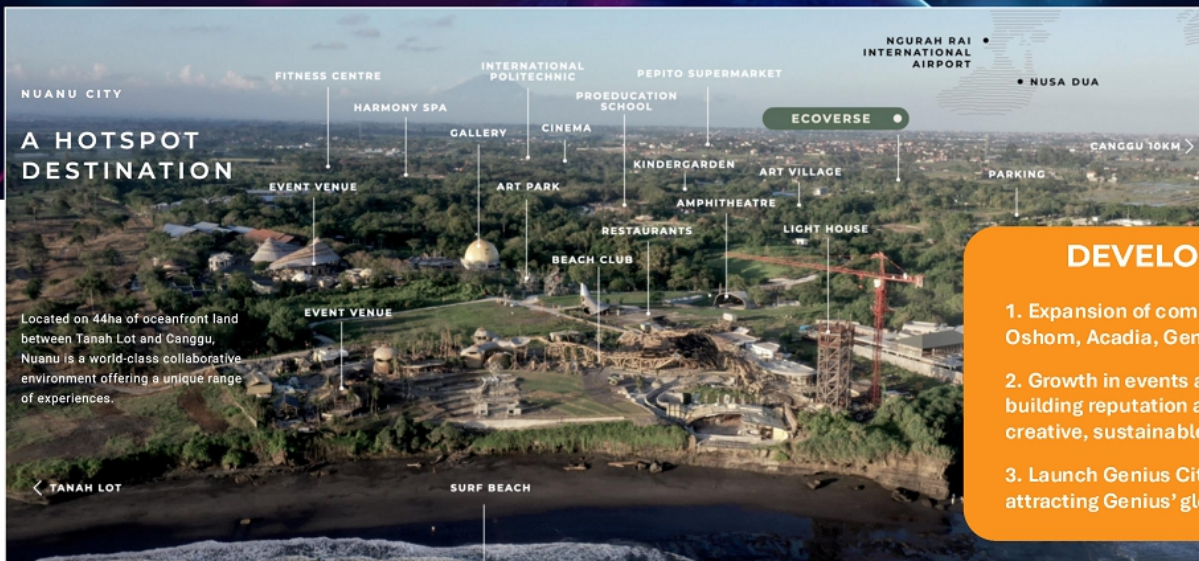 NUANU CITY
A HOTSPOT
DESTINATION
Located on 44ha of oceanfront land
between Tanah Lot and Canggu,
Nuanu is a world-class collaborative
environment offering a unique range
of experiences.
FITNESS CENTRE
HARMONY SPA
INTERNATIONAL
POLITECHNIC
PROEDUCATION
SCHOOL
PEPITO SUPERMARKET
GALLERY
CINEMA
ECOVERSE
NGURAH RAI
INTERNATIONAL
AIRPORT
NUSA DUA
CANGGU 10KM
EVENT VENUE
ART PARK
KINDERGARDEN
ART VILLAGE
PARKING
AMPHITHEATRE
RESTAURANTS
LIGHT HOUSE
BEACH CLUB
EVENT VENUE
TANAH LOT
SURF BEACH
DEVELO
1. Expansion of com
Oshom, Acadia, Gen
2. Growth in events a
building reputation a
creative, sustainable
3. Launch Genius Cit
attracting Genius' gl